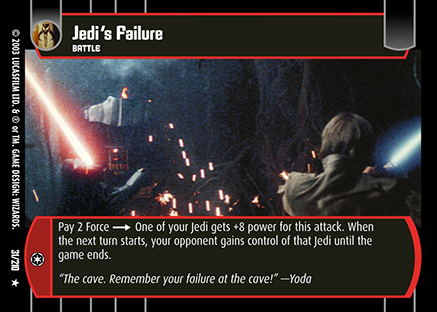 Jedi's Failure
BATTLE
© 2003 LUCASFILM LTD. & ® or TM. GAME DESIGN: WIZARDS.
31/210
★
Pay 2 Force ⟶ One of your Jedi gets +8 power for this attack. When
the next turn starts, your opponent gains control of that Jedi until the
game ends.
“The cave. Remember your failure at the cave!” —Yoda